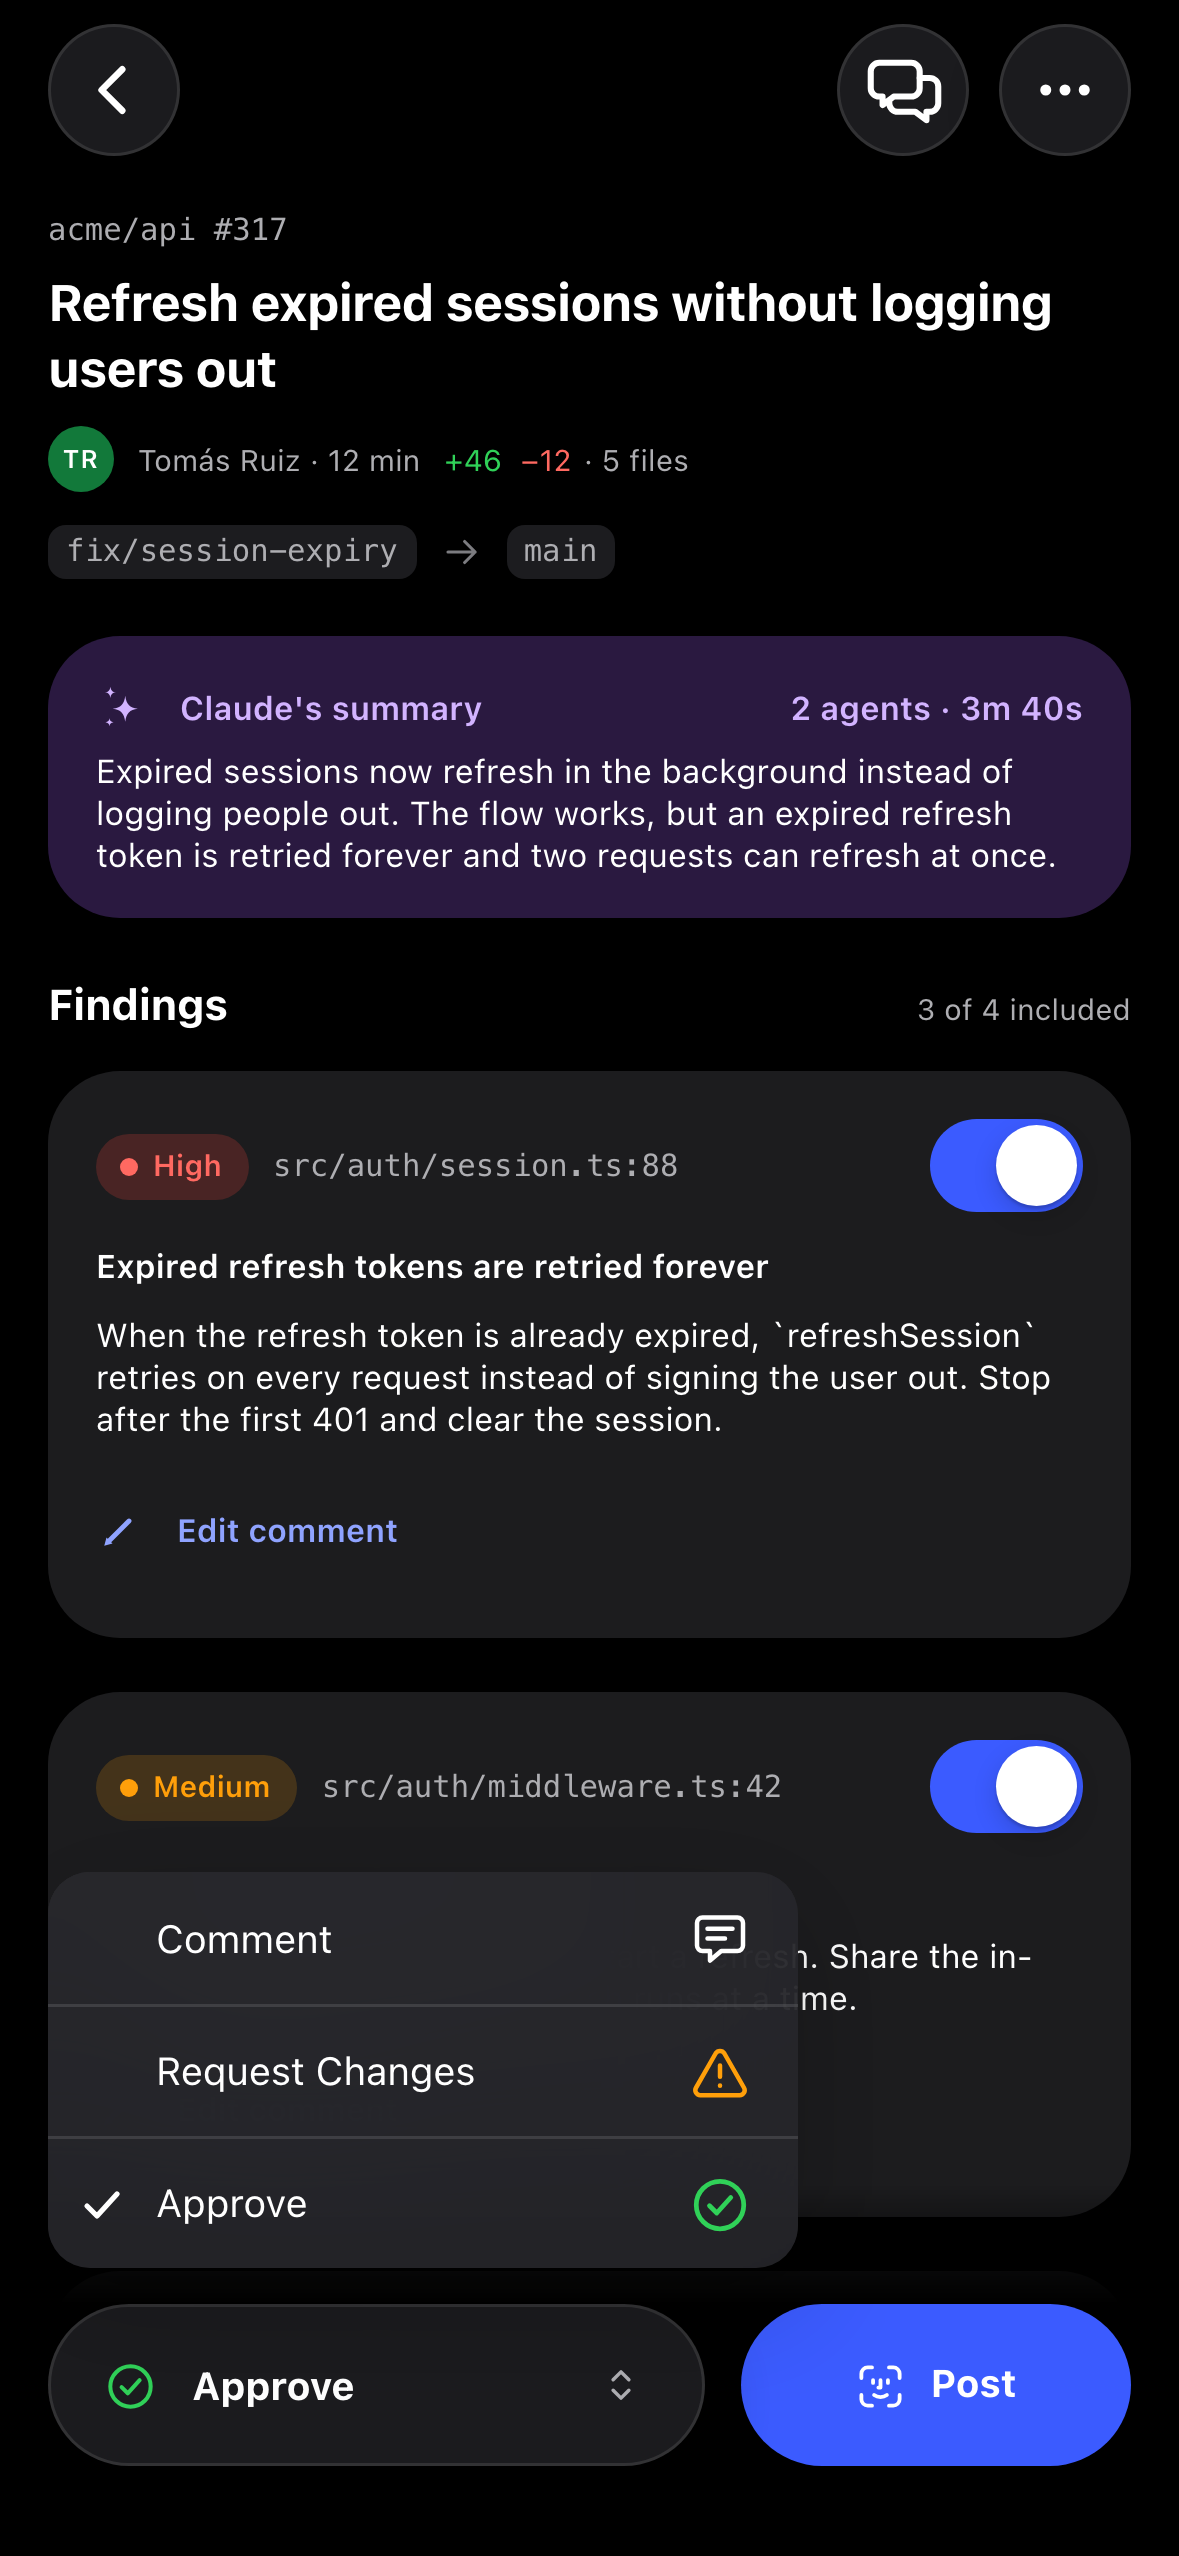 acme/api #317
Refresh expired sessions without logging
users out
TR Tomás Ruiz · 12 min +46 −12 · 5 files
fix/session-expiry → main
Claude's summary 2 agents · 3m 40s
Expired sessions now refresh in the background instead of
logging people out. The flow works, but an expired refresh
token is retried forever and two requests can refresh at once.
Findings 3 of 4 included
High src/auth/session.ts:88
Expired refresh tokens are retried forever
When the refresh token is already expired, `refreshSession`
retries on every request instead of signing the user out. Stop
after the first 401 and clear the session.
Edit comment
Medium src/auth/middleware.ts:42
refresh. Share the in-
at a time.
Comment
Request Changes
Approve
Approve
Post